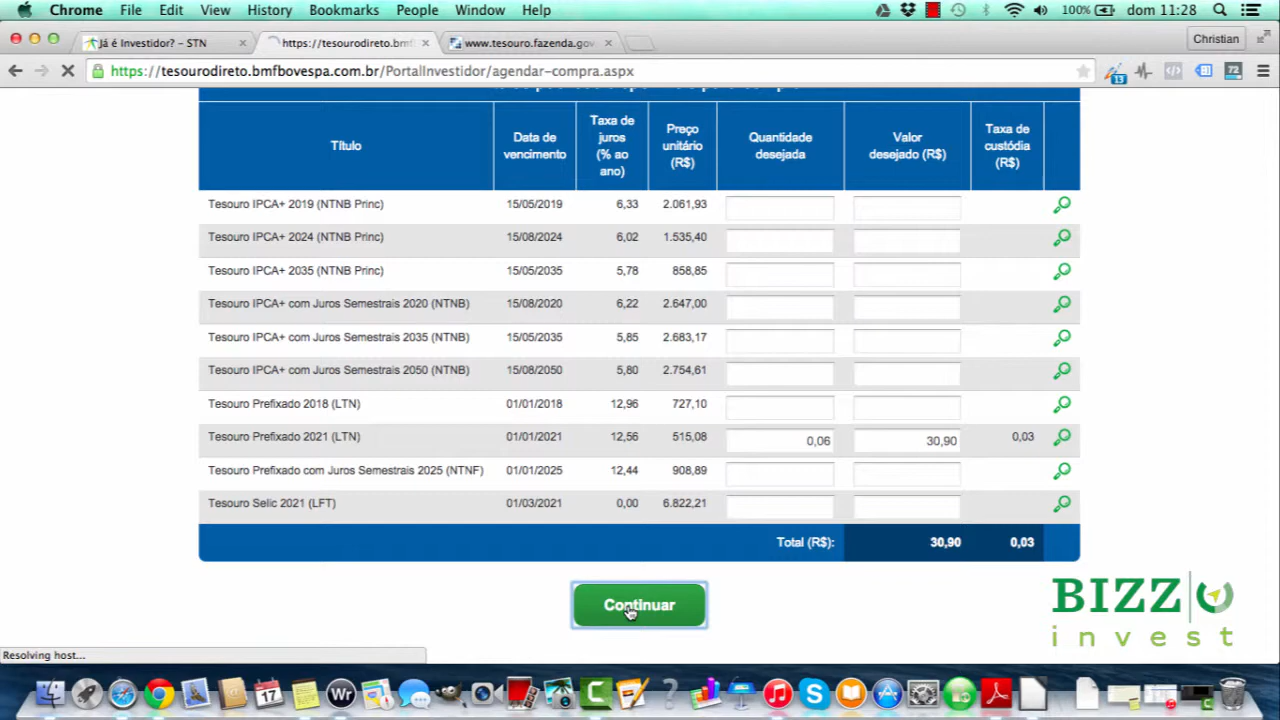 Chrome File Edit View History Bookmarks People Window Help 100% dom 11:28
Já é Investidor? – STN https://tesourodireto.bmf www.tesouro.fazenda.gov Christian
https://tesourodireto.bmfbovespa.com.br/PortalInvestidor/agendar-compra.aspx 13 72
Título Data de vencimento Taxa de juros (% ao ano) Preço unitário (R$) Quantidade desejada Valor desejado (R$) Taxa de custódia (R$)
Tesouro IPCA+ 2019 (NTNB Princ) 15/05/2019 6,33 2.061,93
Tesouro IPCA+ 2024 (NTNB Princ) 15/08/2024 6,02 1.535,40
Tesouro IPCA+ 2035 (NTNB Princ) 15/05/2035 5,78 858,85
Tesouro IPCA+ com Juros Semestrais 2020 (NTNB) 15/08/2020 6,22 2.647,00
Tesouro IPCA+ com Juros Semestrais 2035 (NTNB) 15/05/2035 5,85 2.683,17
Tesouro IPCA+ com Juros Semestrais 2050 (NTNB) 15/08/2050 5,80 2.754,61
Tesouro Prefixado 2018 (LTN) 01/01/2018 12,96 727,10
Tesouro Prefixado 2021 (LTN) 01/01/2021 12,56 515,08 0,06 30,90 0,03
Tesouro Prefixado com Juros Semestrais 2025 (NTNF) 01/01/2025 12,44 908,89
Tesouro Selic 2021 (LFT) 01/03/2021 0,00 6.822,21
Total (R$): 30,90 0,03
Continuar
BIZZ
invest
Resolving host...
17 Wr